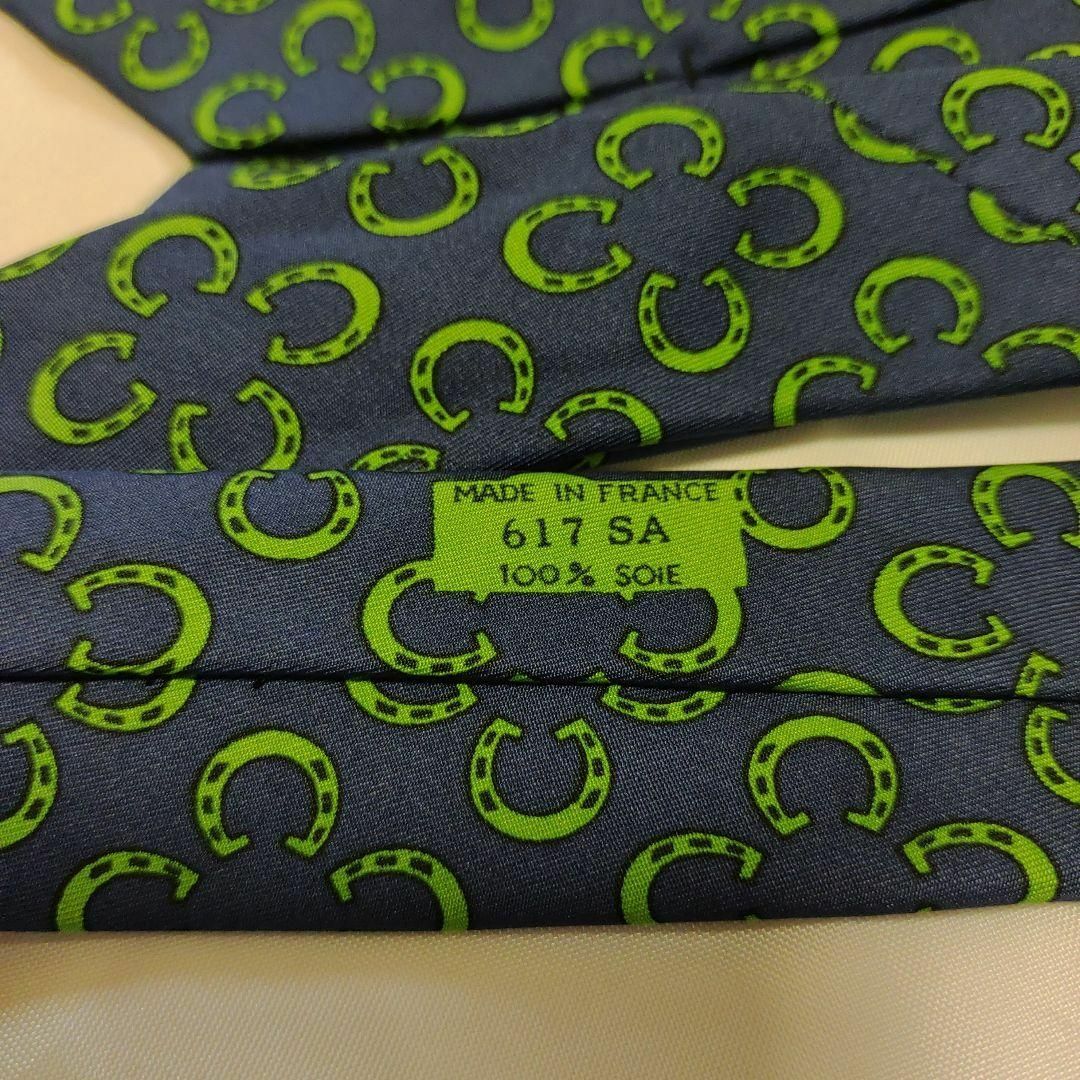 MADE IN FRANCE
617 SA
100% SOIE